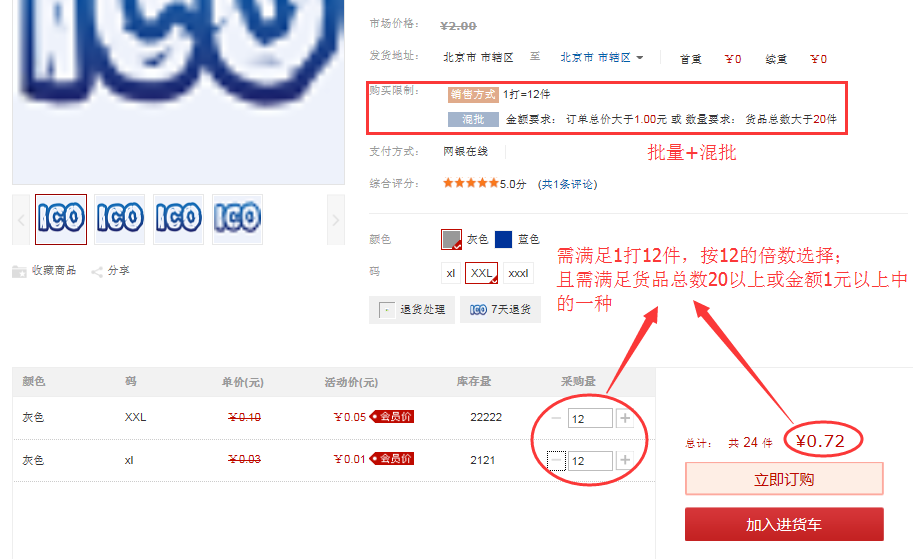 ICO
市场价格： ¥2.00
发货地址： 北京市 市辖区 至 北京市 市辖区 首重 ¥0 续重 ¥0
购买限制： 销售方式 1打=12件
混批 金额要求： 订单总价大于1.00元 或 数量要求： 货品总数大于20件
支付方式： 网银在线
批量+混批
综合评分： ★★★★★5.0分 (共1条评论)
ICO ICO ICO ICO
颜色 灰色 蓝色
收藏商品 分享
码 xl XXL xxxl
需满足1打12件，按12的倍数选择；
且需满足货品总数20以上或金额1元以上中
的一种
退货处理 ICO 7天退货
颜色 码 单价(元) 活动价(元) 库存量 采购量
灰色 XXL ¥0.10 ¥0.05 会员价 22222 － 12 ＋
灰色 xl ¥0.03 ¥0.01 会员价 2121 － 12 ＋
总计： 共 24 件 ¥0.72
立即订购
加入进货车